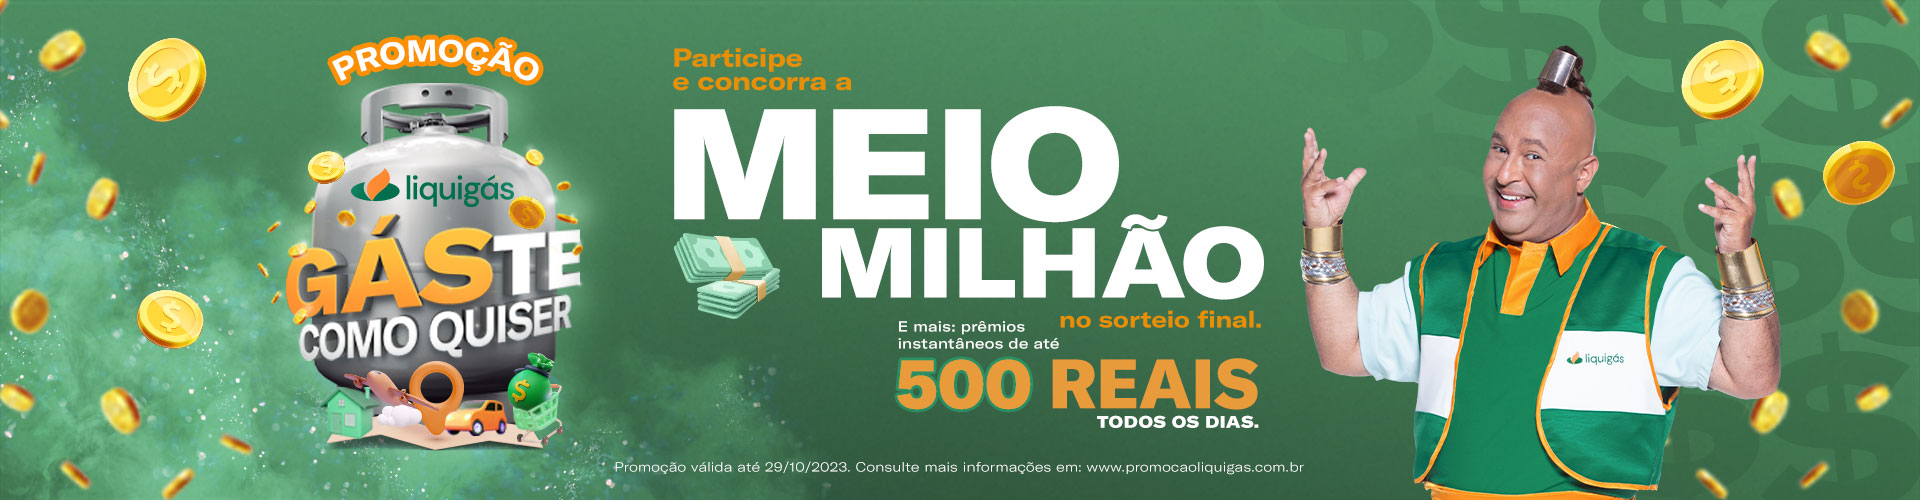 PROMOÇÃO
liquigás
GÁSTE
COMO QUISER
Participe
e concorra a
MEIO
MILHÃO
no sorteio final.
E mais: prêmios
instantâneos de até
500 REAIS
TODOS OS DIAS.
liquigás
Promoção válida até 29/10/2023. Consulte mais informações em: www.promocaoliquigas.com.br